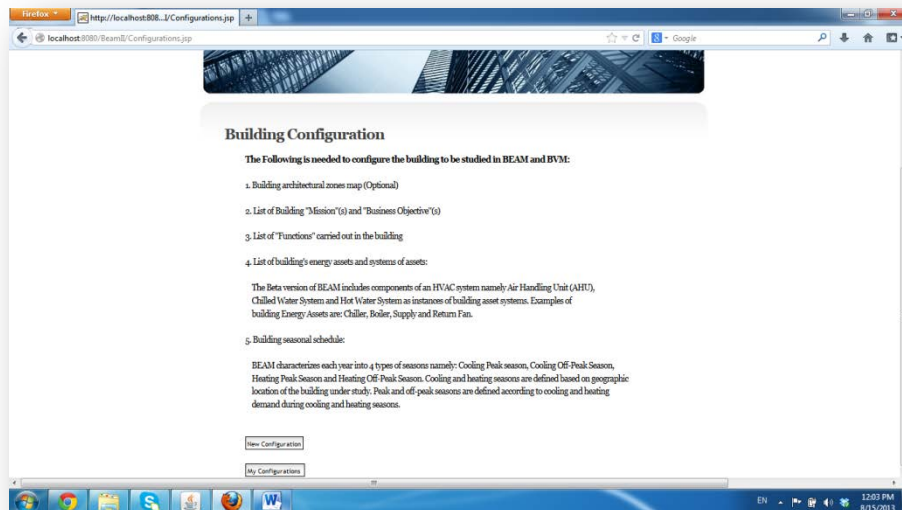 Firefox
http://localhost:808...I/Configurations.jsp
localhost:8080/BeamII/Configurations.jsp
Google
Building Configuration
The Following is needed to configure the building to be studied in BEAM and BVM:
1. Building architectural zones map (Optional)
2. List of Building "Mission"(s) and "Business Objective"(s)
3. List of "Functions" carried out in the building
4. List of building's energy assets and systems of assets:
The Beta version of BEAM includes components of an HVAC system namely Air Handling Unit (AHU),
Chilled Water System and Hot Water System as instances of building asset systems. Examples of
building Energy Assets are: Chiller, Boiler, Supply and Return Fan.
5. Building seasonal schedule:
BEAM characterizes each year into 4 types of seasons namely: Cooling Peak season, Cooling Off-Peak Season,
Heating Peak Season and Heating Off-Peak Season. Cooling and heating seasons are defined based on geographic
location of the building under study. Peak and off-peak seasons are defined according to cooling and heating
demand during cooling and heating seasons.
New Configuration
My Configurations
EN
12:03 PM
8/15/2013